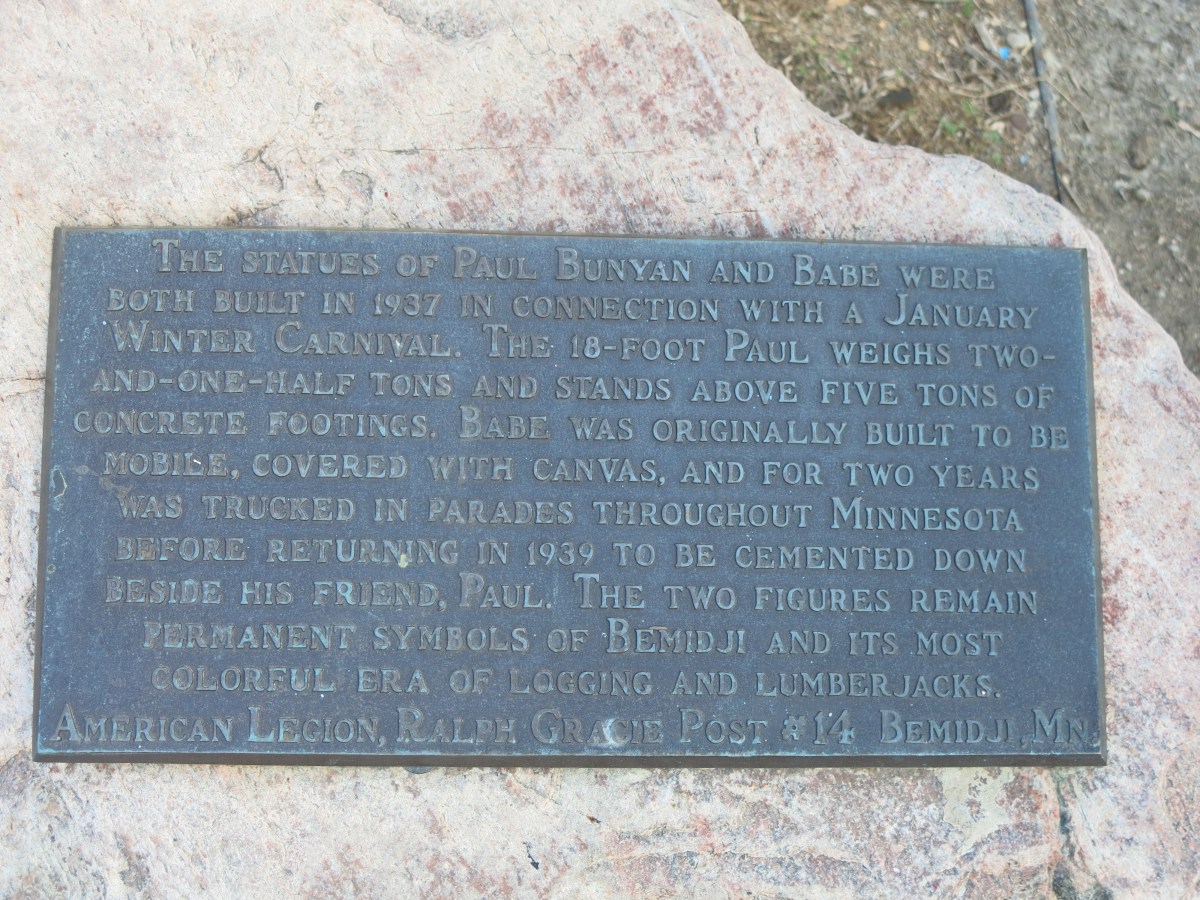 The statues of Paul Bunyan and Babe were
both built in 1937 in connection with a January
Winter Carnival. The 18-foot Paul weighs two-
and-one-half tons and stands above five tons of
concrete footings. Babe was originally built to be
mobile, covered with canvas, and for two years
was trucked in parades throughout Minnesota
before returning in 1939 to be cemented down
beside his friend, Paul. The two figures remain
permanent symbols of Bemidji and its most
colorful era of logging and lumberjacks.
American Legion, Ralph Gracie Post #14 Bemidji, Mn.